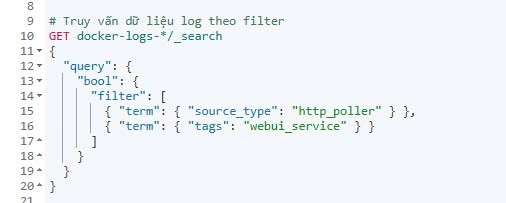 8
9 # Truy vấn dữ liệu log theo filter
10 GET docker-logs-*/_search
11 {
12 "query": {
13 "bool": {
14 "filter": [
15 { "term": { "source_type": "http_poller" } },
16 { "term": { "tags": "webui_service" } }
17 ]
18 }
19 }
20 }